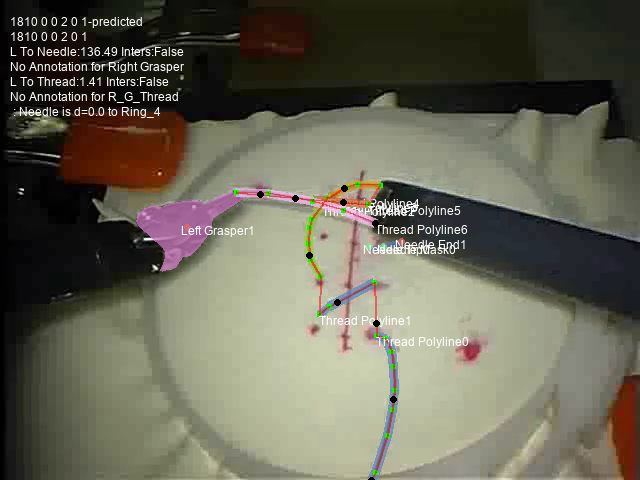 1810 0 0 2 0 1-predicted
1810 0 0 2 0 1
L To Needle:136.49 Inters:False
No Annotation for Right Grasper
L To Thread:1.41 Inters:False
No Annotation for R_G_Thread
: Needle is d=0.0 to Ring_4
Polyline5
Left Grasper1
Thread Polyline6
Needle End1
Thread Polyline1
Thread Polyline0